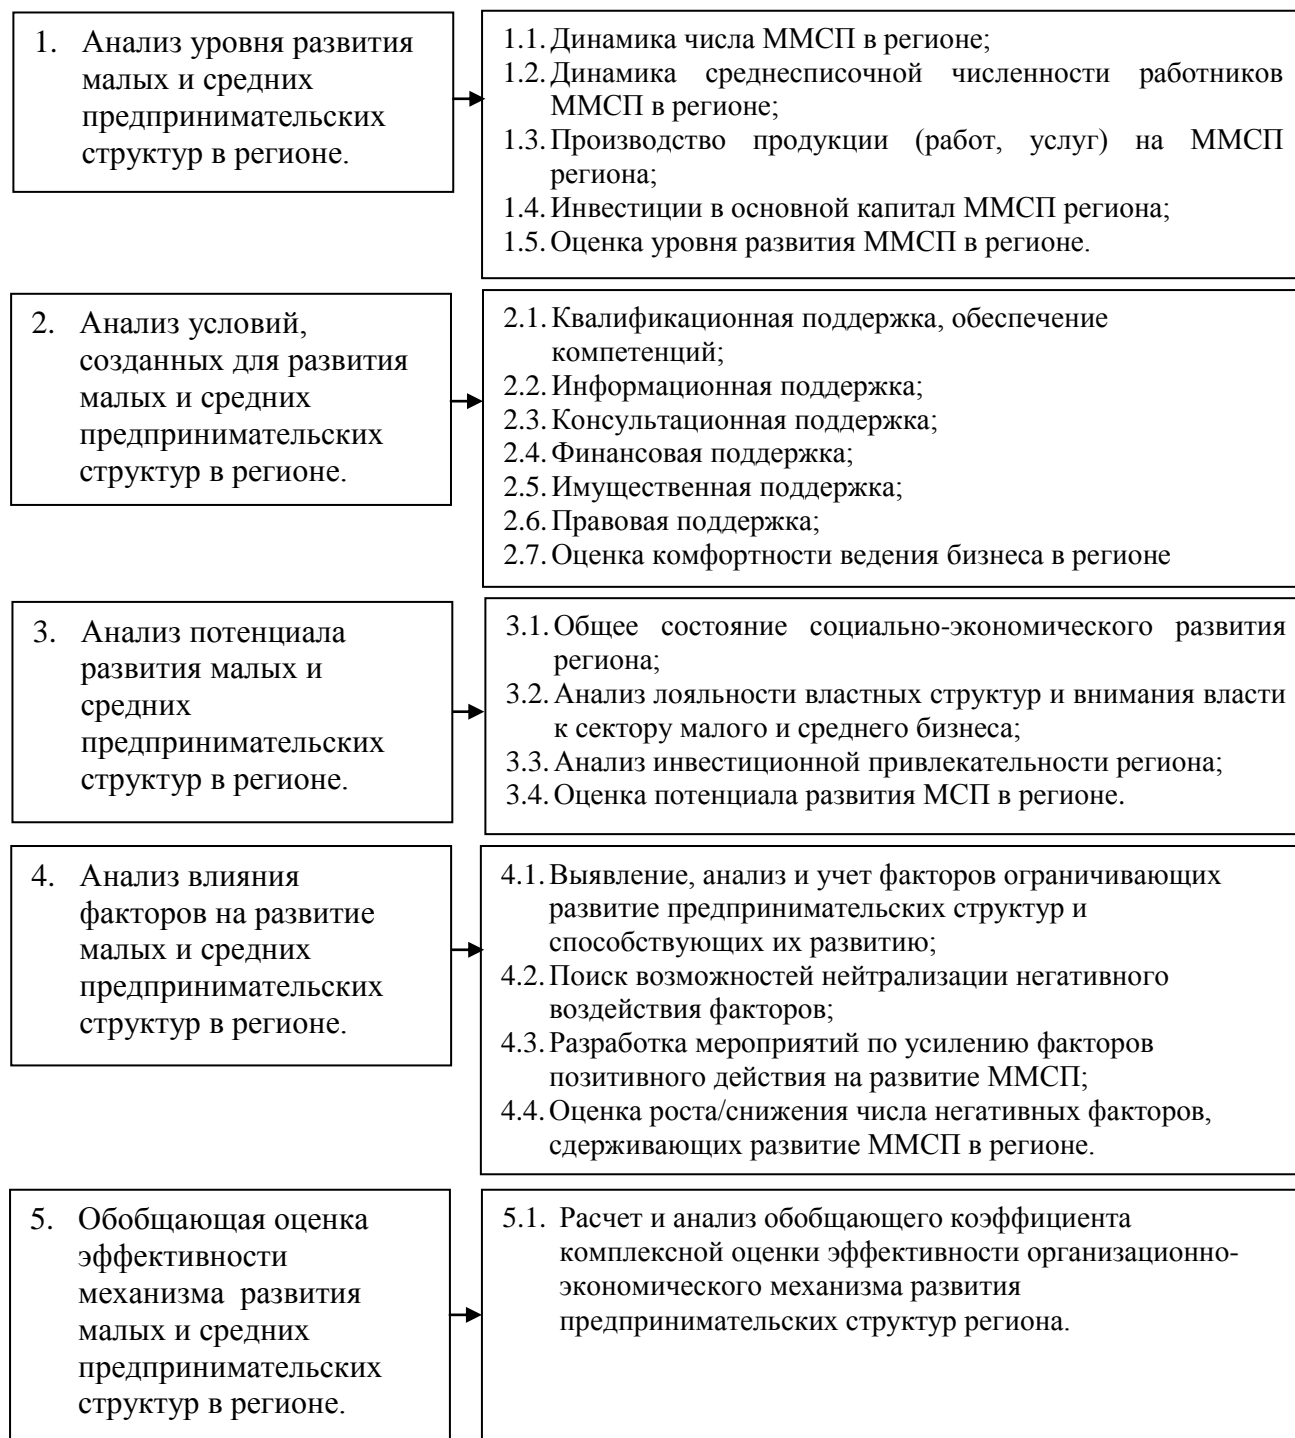 1. Анализ уровня развития
малых и средних
предпринимательских
структур в регионе.
1.1. Динамика числа ММСП в регионе;
1.2. Динамика среднесписочной численности работников
ММСП в регионе;
1.3. Производство продукции (работ, услуг) на ММСП
региона;
1.4. Инвестиции в основной капитал ММСП региона;
1.5. Оценка уровня развития ММСП в регионе.
2. Анализ условий,
созданных для развития
малых и средних
предпринимательских
структур в регионе.
2.1. Квалификационная поддержка, обеспечение
компетенций;
2.2. Информационная поддержка;
2.3. Консультационная поддержка;
2.4. Финансовая поддержка;
2.5. Имущественная поддержка;
2.6. Правовая поддержка;
2.7. Оценка комфортности ведения бизнеса в регионе
3. Анализ потенциала
развития малых и
средних
предпринимательских
структур в регионе.
3.1. Общее состояние социально-экономического развития
региона;
3.2. Анализ лояльности властных структур и внимания власти
к сектору малого и среднего бизнеса;
3.3. Анализ инвестиционной привлекательности региона;
3.4. Оценка потенциала развития МСП в регионе.
4. Анализ влияния
факторов на развитие
малых и средних
предпринимательских
структур в регионе.
4.1. Выявление, анализ и учет факторов ограничивающих
развитие предпринимательских структур и
способствующих их развитию;
4.2. Поиск возможностей нейтрализации негативного
воздействия факторов;
4.3. Разработка мероприятий по усилению факторов
позитивного действия на развитие ММСП;
4.4. Оценка роста/снижения числа негативных факторов,
сдерживающих развитие ММСП в регионе.
5. Обобщающая оценка
эффективности
механизма развития
малых и средних
предпринимательских
структур в регионе.
5.1. Расчет и анализ обобщающего коэффициента
комплексной оценки эффективности организационно-
экономического механизма развития
предпринимательских структур региона.